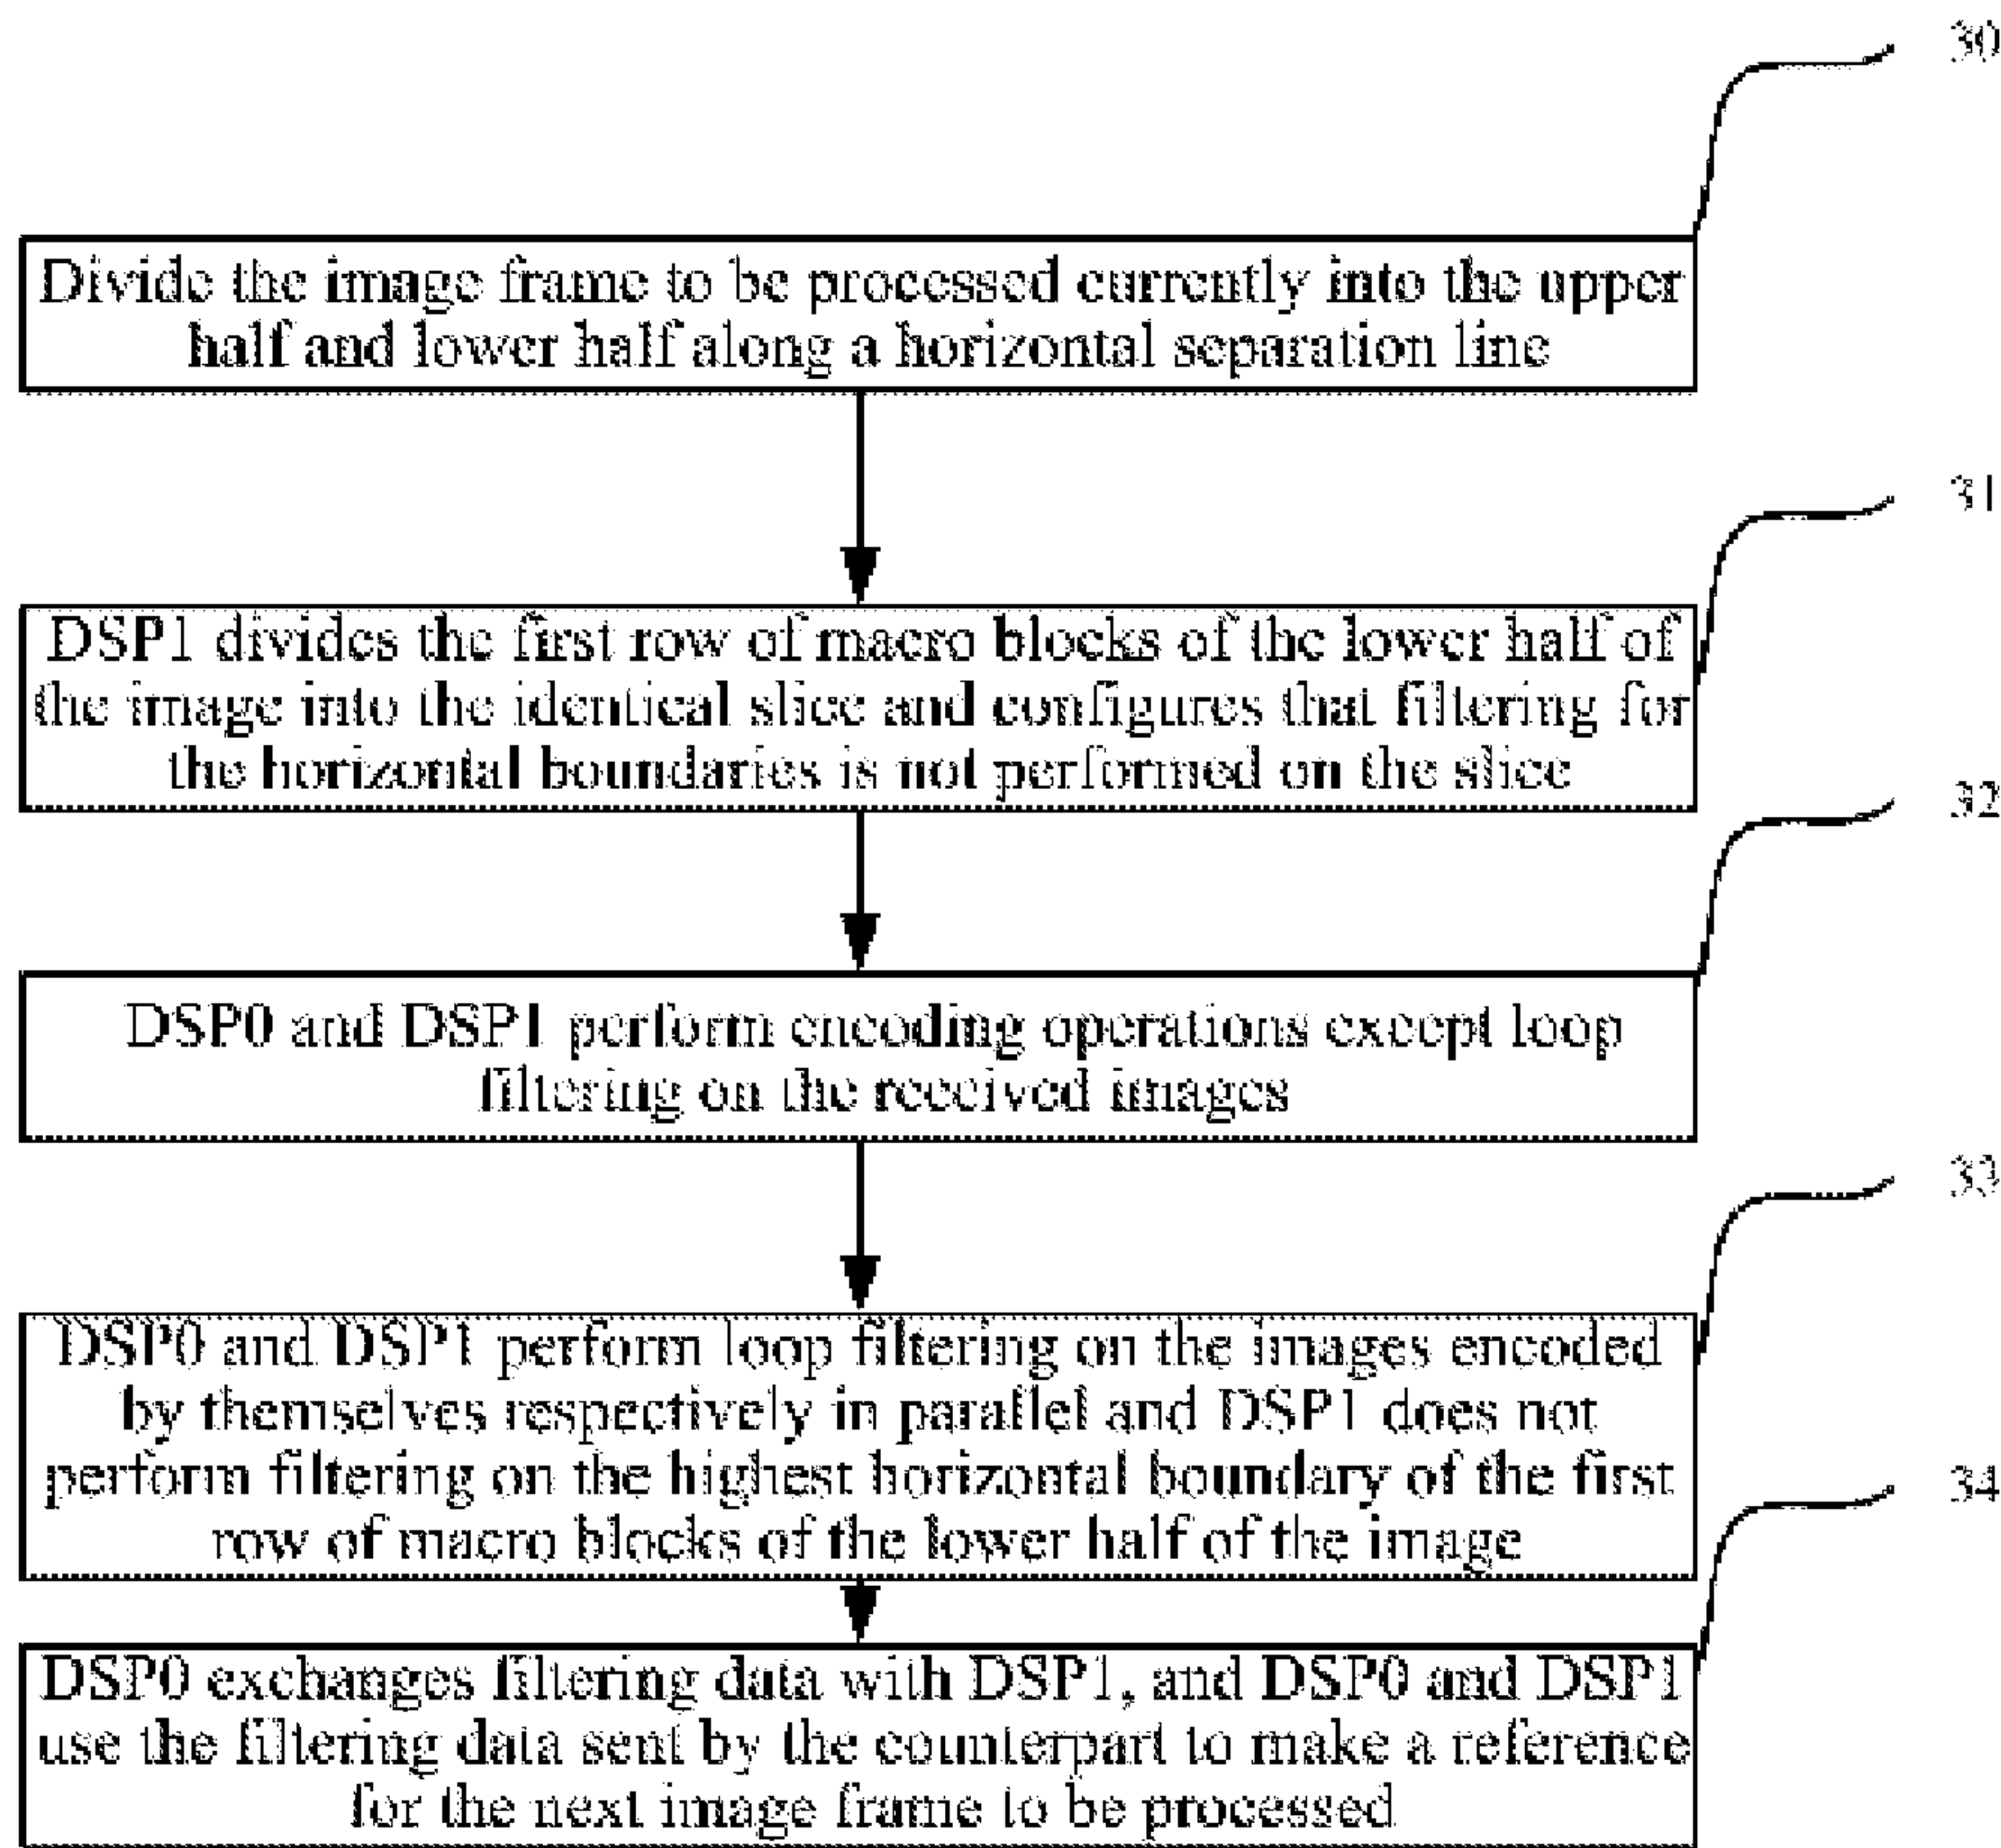 30
Divide the image frame to be processed currently into the upper
half and lower half along a horizontal separation line
31
DSP1 divides the first row of macro blocks of the lower half of
the image into the identical slice and configures that filtering for
the horizontal boundaries is not performed on the slice
32
DSP0 and DSP1 perform encoding operations except loop
filtering on the received images
33
DSP0 and DSP1 perform loop filtering on the images encoded
by themselves respectively in parallel and DSP1 does not
perform filtering on the highest horizontal boundary of the first
row of macro blocks of the lower half of the image
34
DSP0 exchanges filtering data with DSP1, and DSP0 and DSP1
use the filtering data sent by the counterpart to make a reference
for the next image frame to be processed